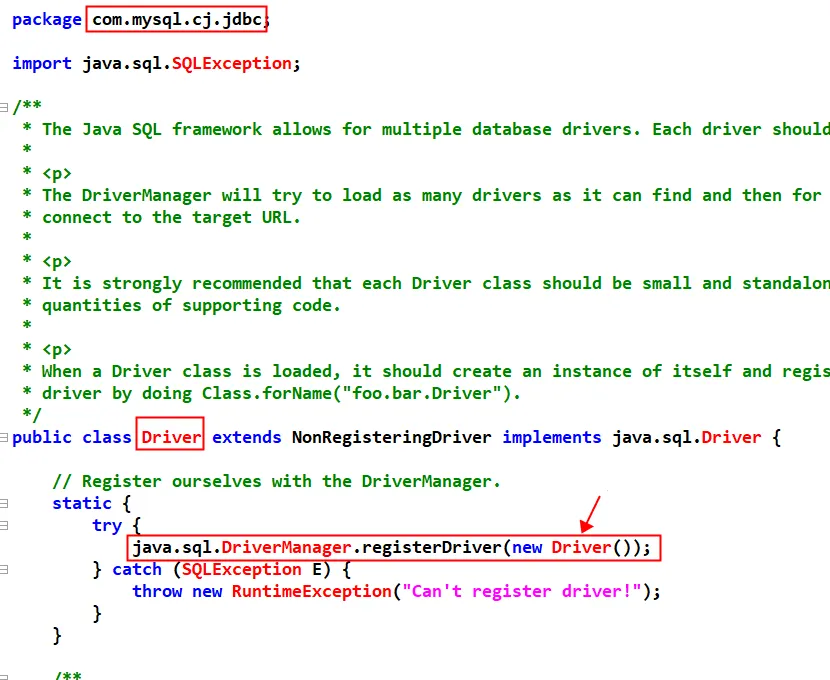 package com.mysql.cj.jdbc;
import java.sql.SQLException;
/**
* The Java SQL framework allows for multiple database drivers. Each driver should
*
* <p>
* The DriverManager will try to load as many drivers as it can find and then for
* connect to the target URL.
*
* <p>
* It is strongly recommended that each Driver class should be small and standalon
* quantities of supporting code.
*
* <p>
* When a Driver class is loaded, it should create an instance of itself and regis
* driver by doing Class.forName("foo.bar.Driver").
*/
public class Driver extends NonRegisteringDriver implements java.sql.Driver {
// Register ourselves with the DriverManager.
static {
try {
java.sql.DriverManager.registerDriver(new Driver());
} catch (SQLException E) {
throw new RuntimeException("Can't register driver!");
}
}
/**